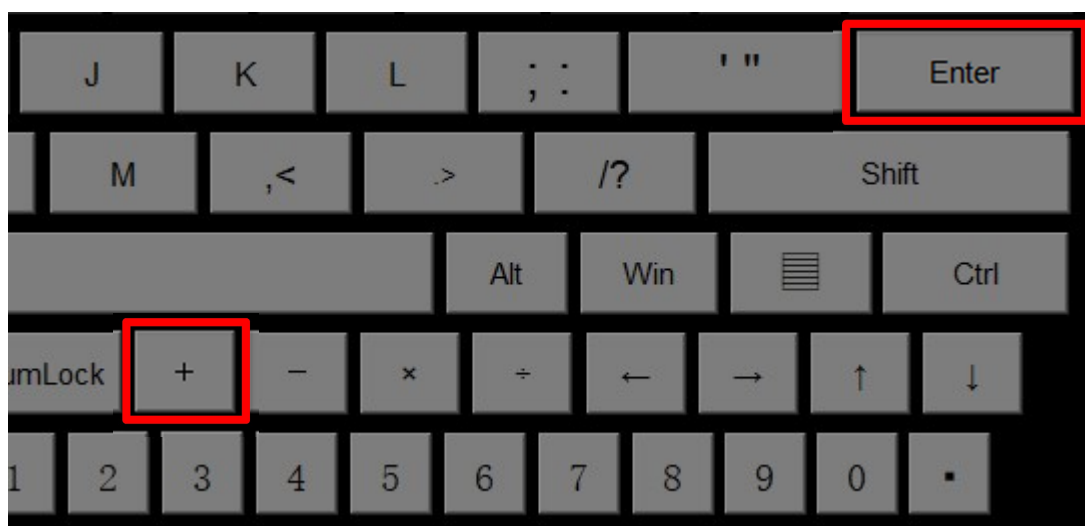 J K L ; : ' " Enter
M ,< .> /? Shift
Alt Win Ctrl
umLock + − × ÷ ← → ↑ ↓
1 2 3 4 5 6 7 8 9 0 ▪